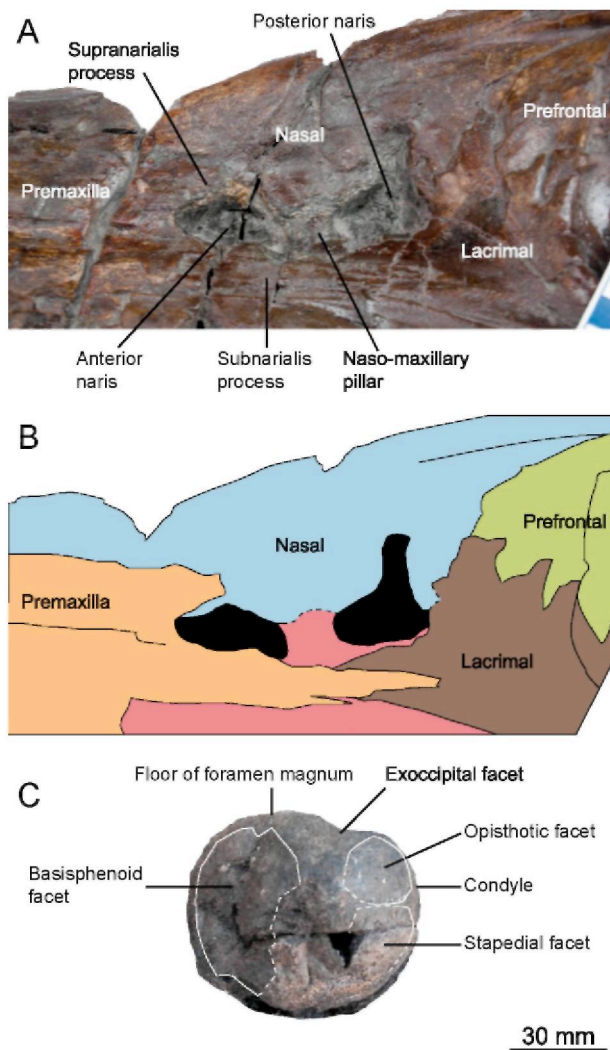 A
Posterior naris
Supranarialis
process
Nasal
Prefrontal
Premaxilla
Lacrimal
Anterior
naris
Subnarialis
process
Naso-maxillary
pillar
B
Prefrontal
Nasal
Premaxilla
Lacrimal
C
Floor of foramen magnum
Exoccipital facet
Opisthotic facet
Basisphenoid
facet
Condyle
Stapedial facet
30 mm